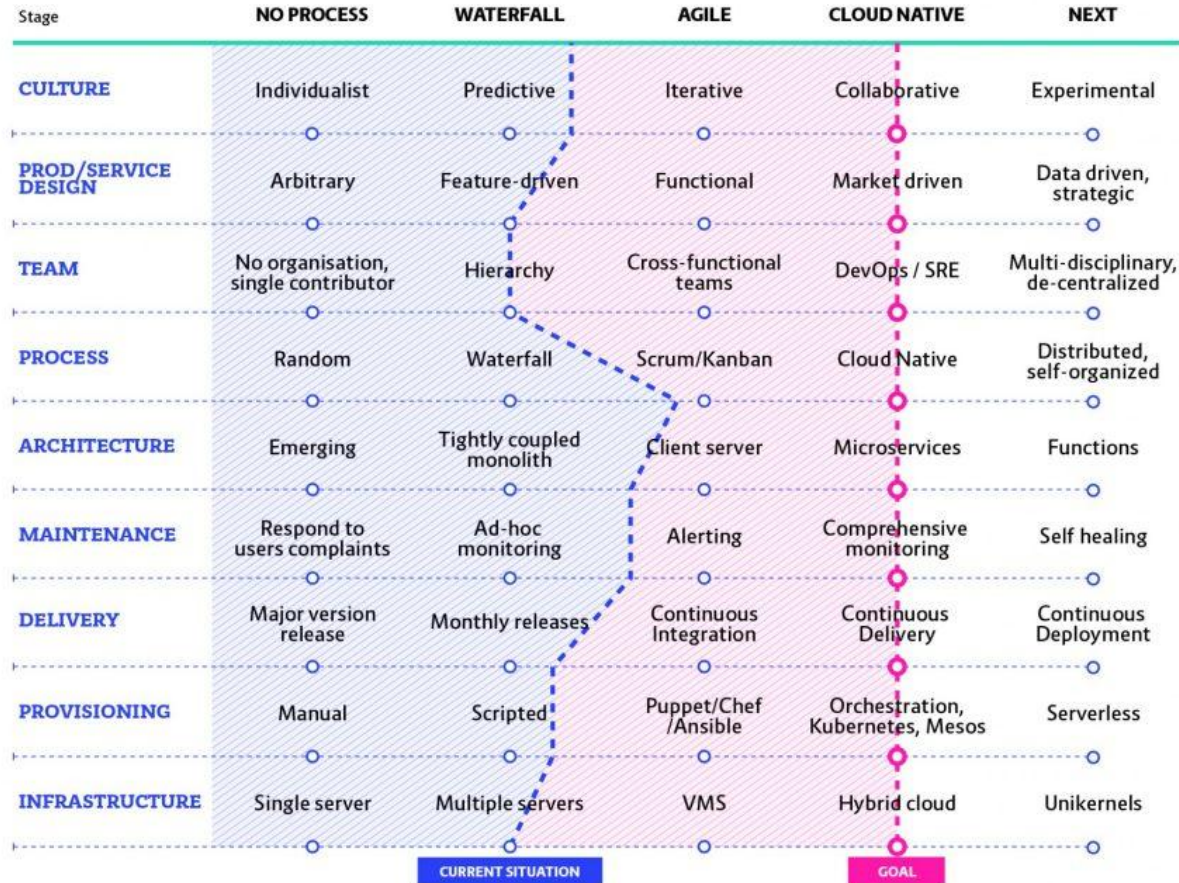 Stage NO PROCESS WATERFALL AGILE CLOUD NATIVE NEXT
CULTURE Individualist Predictive Iterative Collaborative Experimental
PROD/SERVICE
DESIGN Arbitrary Feature-driven Functional Market driven Data driven,
strategic
TEAM No organisation,
single contributor Hierarchy Cross-functional
teams DevOps / SRE Multi-disciplinary,
de-centralized
PROCESS Random Waterfall Scrum/Kanban Cloud Native Distributed,
self-organized
ARCHITECTURE Emerging Tightly coupled
monolith Client server Microservices Functions
MAINTENANCE Respond to
users complaints Ad-hoc
monitoring Alerting Comprehensive
monitoring Self healing
DELIVERY Major version
release Monthly releases Continuous
Integration Continuous
Delivery Continuous
Deployment
PROVISIONING Manual Scripted Puppet/Chef
/Ansible Orchestration,
Kubernetes, Mesos Serverless
INFRASTRUCTURE Single server Multiple servers VMS Hybrid cloud Unikernels
CURRENT SITUATION GOAL